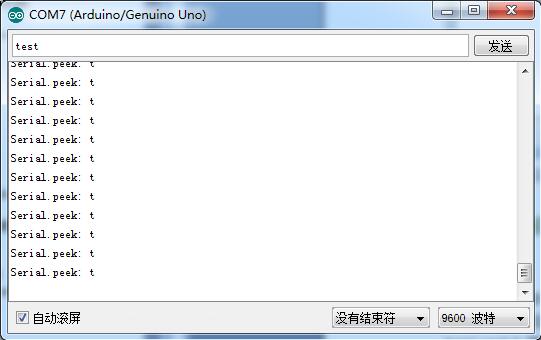 COM7 (Arduino/Genuino Uno)
test
发送
Serial.peek: t
Serial.peek: t
Serial.peek: t
Serial.peek: t
Serial.peek: t
Serial.peek: t
Serial.peek: t
Serial.peek: t
Serial.peek: t
Serial.peek: t
Serial.peek: t
Serial.peek: t
自动滚屏
没有结束符
9600 波特